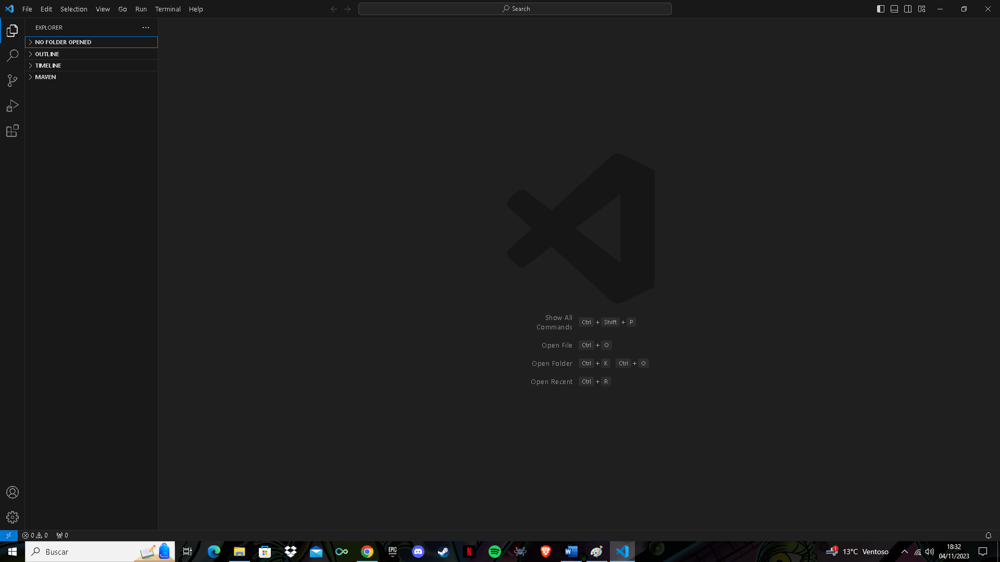 File Edit Selection View Go Run Terminal Help
Search
EXPLORER
NO FOLDER OPENED
OUTLINE
TIMELINE
MAVEN
Show All
Commands
Ctrl + Shift + P
Open File Ctrl + O
Open Folder Ctrl + K Ctrl + O
Open Recent Ctrl + R
0 0 0
Buscar
EPIC
GAMES
N
W
1
13°C Ventoso
18:32
04/11/2023